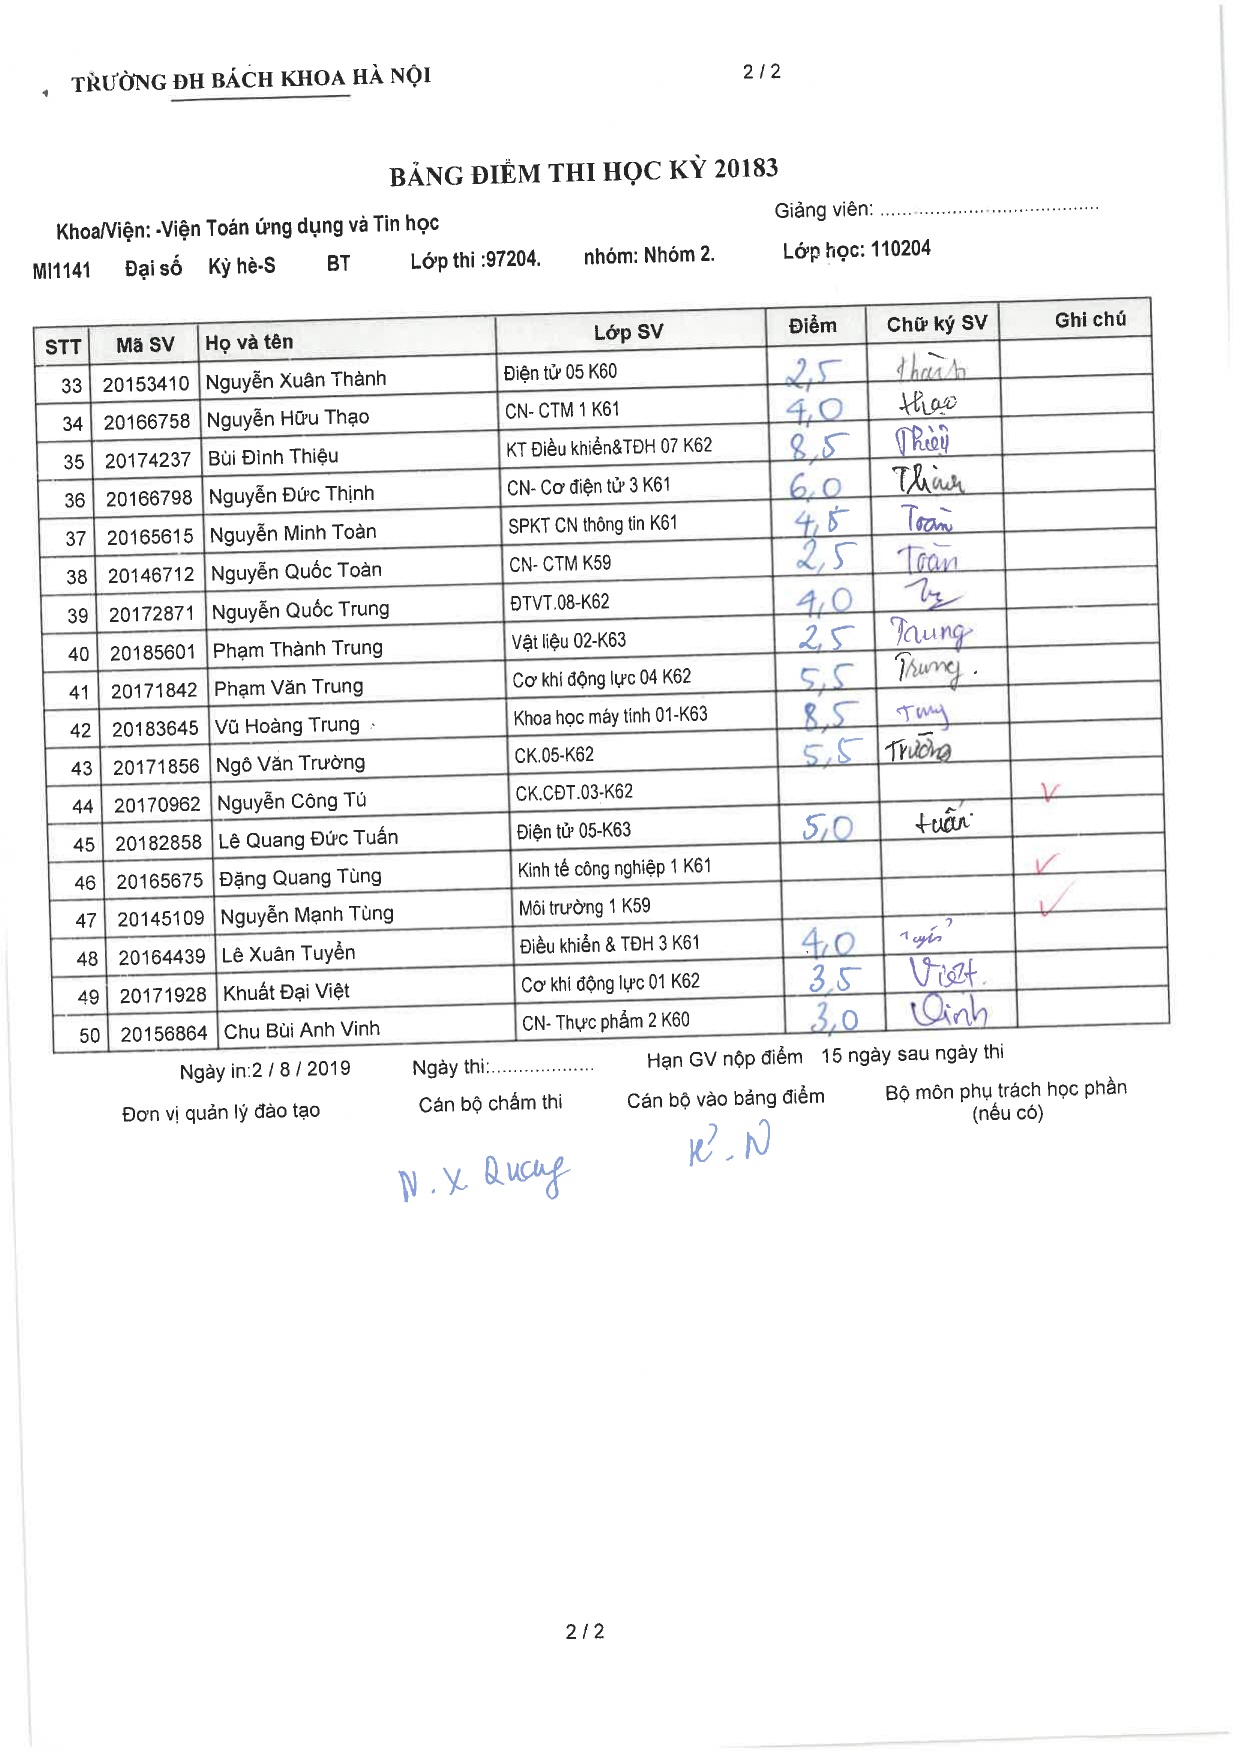 TRƯỜNG ĐH BÁCH KHOA HÀ NỘI 2 / 2
BẢNG ĐIỂM THI HỌC KỲ 20183
Khoa/Viện: -Viện Toán ứng dụng và Tin học Giảng viên: ..........................................
MI1141 Đại số Kỳ hè-S BT Lớp thi :97204. nhóm: Nhóm 2. Lớp học: 110204
STT Mã SV Họ và tên Lớp SV Điểm Chữ ký SV Ghi chú
33 20153410 Nguyễn Xuân Thành Điện tử 05 K60 2,5 Thành
34 20166758 Nguyễn Hữu Thạo CN- CTM 1 K61 4,0 thạo
35 20174237 Bùi Đình Thiệu KT Điều khiển&TĐH 07 K62 8,5 Thiệu
36 20166798 Nguyễn Đức Thịnh CN- Cơ điện tử 3 K61 6,0 Thịnh
37 20165615 Nguyễn Minh Toàn SPKT CN thông tin K61 4,5 Toàn
38 20146712 Nguyễn Quốc Toàn CN- CTM K59 2,5 Toàn
39 20172871 Nguyễn Quốc Trung ĐTVT.08-K62 4,0
40 20185601 Phạm Thành Trung Vật liệu 02-K63 2,5 Trung
41 20171842 Phạm Văn Trung Cơ khí động lực 04 K62 5,5 Trung.
42 20183645 Vũ Hoàng Trung Khoa học máy tính 01-K63 8,5 Tung
43 20171856 Ngô Văn Trường CK.05-K62 5,5 Trường
44 20170962 Nguyễn Công Tú CK.CĐT.03-K62 V
45 20182858 Lê Quang Đức Tuấn Điện tử 05-K63 5,0 tuấn
46 20165675 Đặng Quang Tùng Kinh tế công nghiệp 1 K61 ✓
47 20145109 Nguyễn Mạnh Tùng Môi trường 1 K59 ✓
48 20164439 Lê Xuân Tuyển Điều khiển & TĐH 3 K61 4,0
49 20171928 Khuất Đại Việt Cơ khí động lực 01 K62 3,5 Việt.
50 20156864 Chu Bùi Anh Vinh CN- Thực phẩm 2 K60 3,0 Vinh
Ngày in:2 / 8 / 2019 Ngày thi:.................... Hạn GV nộp điểm 15 ngày sau ngày thi
Đơn vị quản lý đào tạo Cán bộ chấm thi Cán bộ vào bảng điểm Bộ môn phụ trách học phần
(nếu có)
N. X Quang
2 / 2